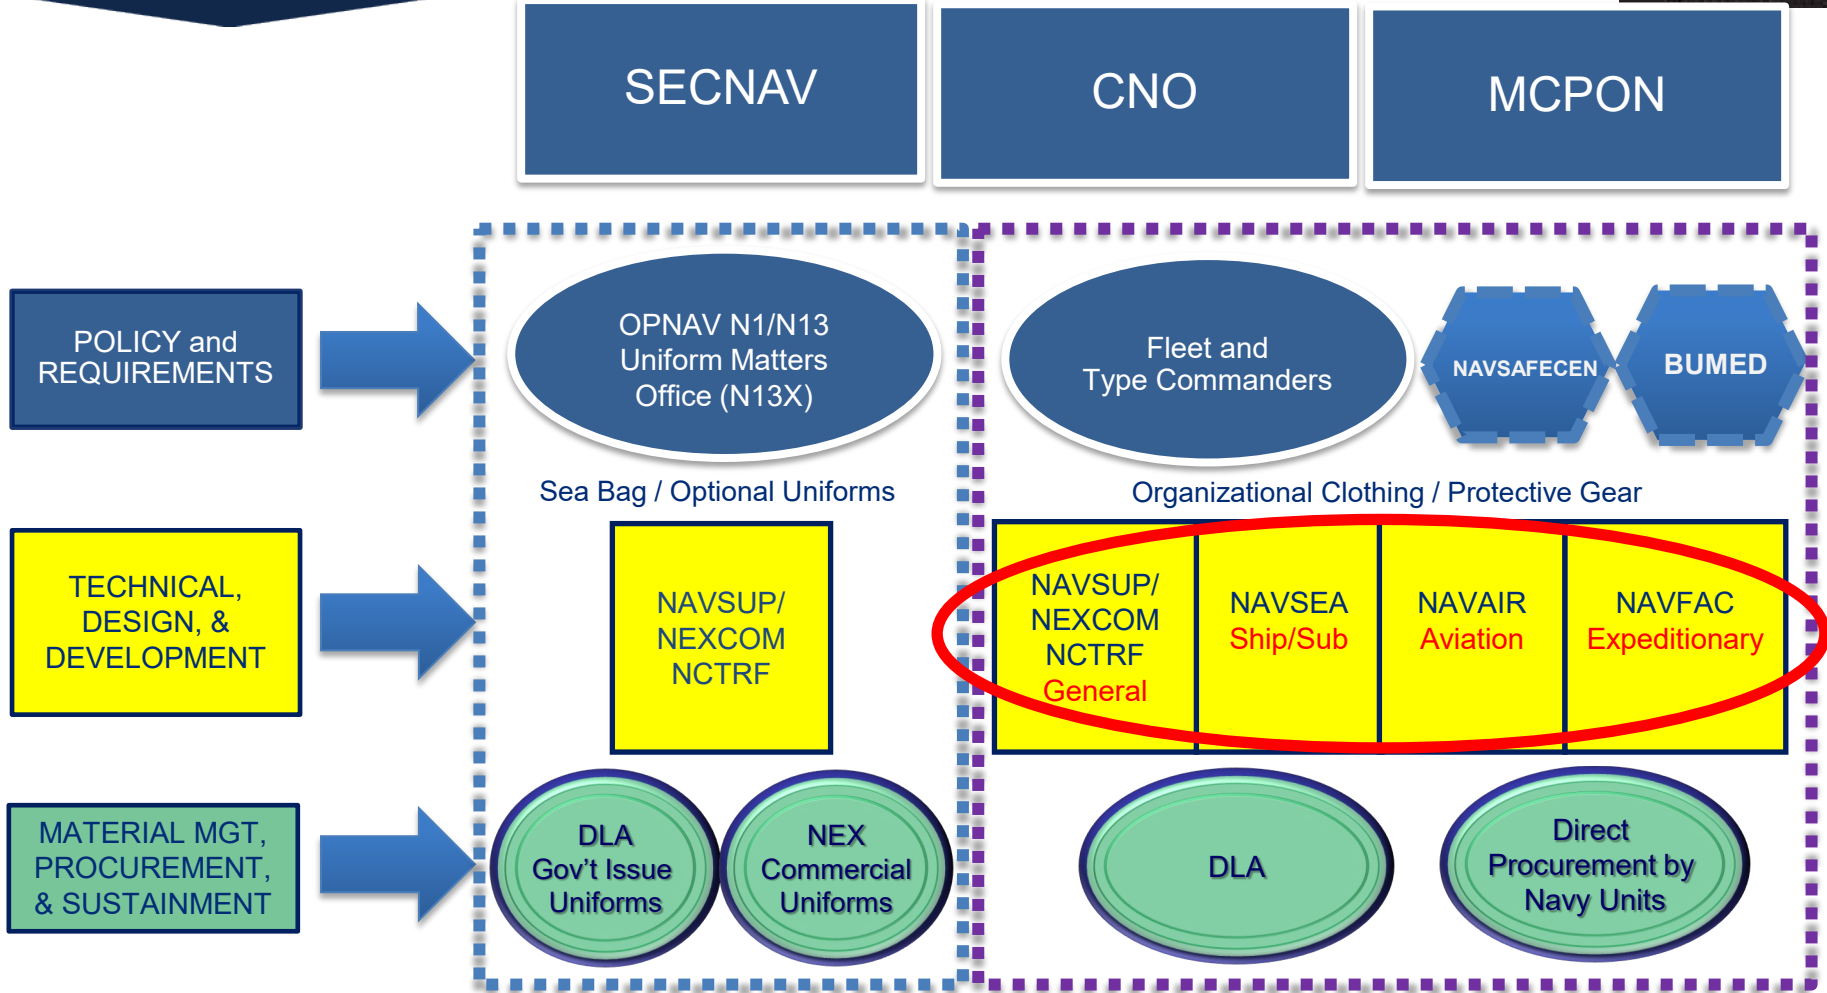 SECNAV
CNO
MCPON
POLICY and
REQUIREMENTS
OPNAV N1/N13
Uniform Matters
Office (N13X)
Fleet and
Type Commanders
NAVSAFECEN
BUMED
Sea Bag / Optional Uniforms
Organizational Clothing / Protective Gear
TECHNICAL,
DESIGN, &
DEVELOPMENT
NAVSUP/
NEXCOM
NCTRF
NAVSUP/
NEXCOM
NCTRF
General
NAVSEA
Ship/Sub
NAVAIR
Aviation
NAVFAC
Expeditionary
MATERIAL MGT,
PROCUREMENT,
& SUSTAINMENT
DLA
Gov’t Issue
Uniforms
NEX
Commercial
Uniforms
DLA
Direct
Procurement by
Navy Units